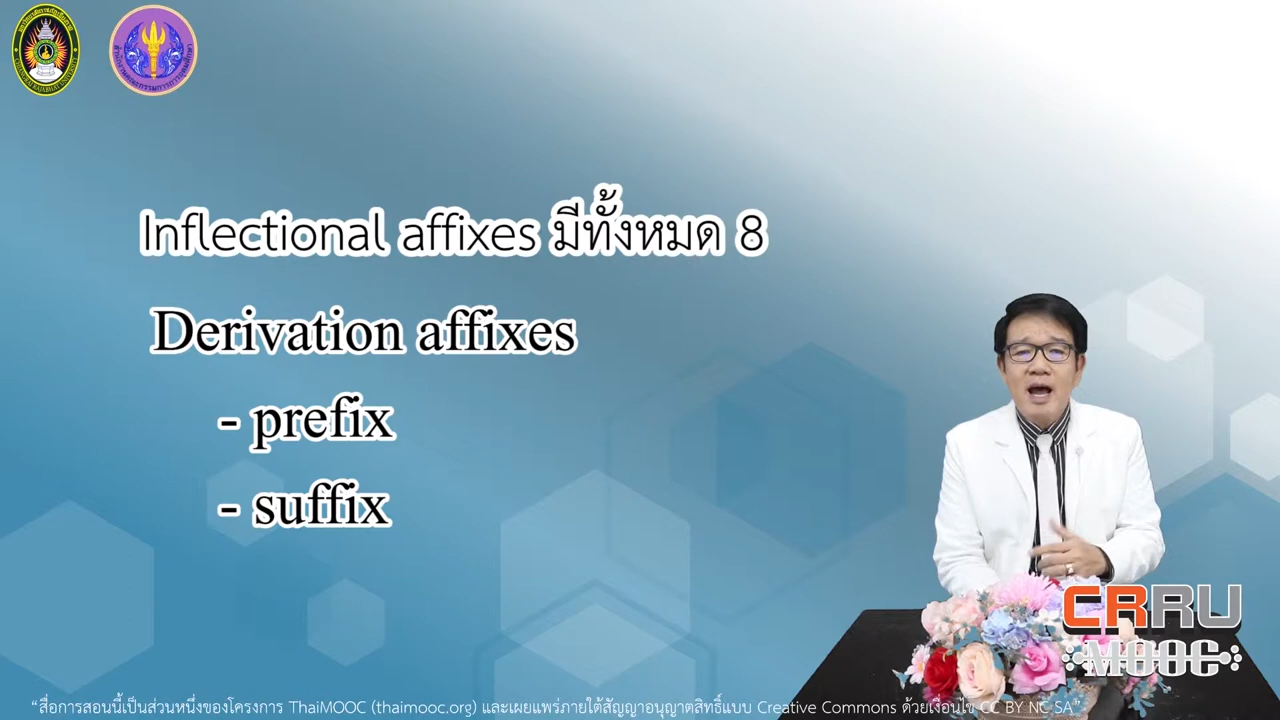 Inflectional affixes มีทั้งหมด 8
Derivation affixes
- prefix
- suffix
CRRU
MOOC
“สื่อการสอนนี้เป็นส่วนหนึ่งของโครงการ ThaiMOOC (thaimooc.org) และเผยแพร่ภายใต้สัญญาอนุญาตสิทธิ์แบบ Creative Commons ด้วยเงื่อนไข CC BY NC SA”